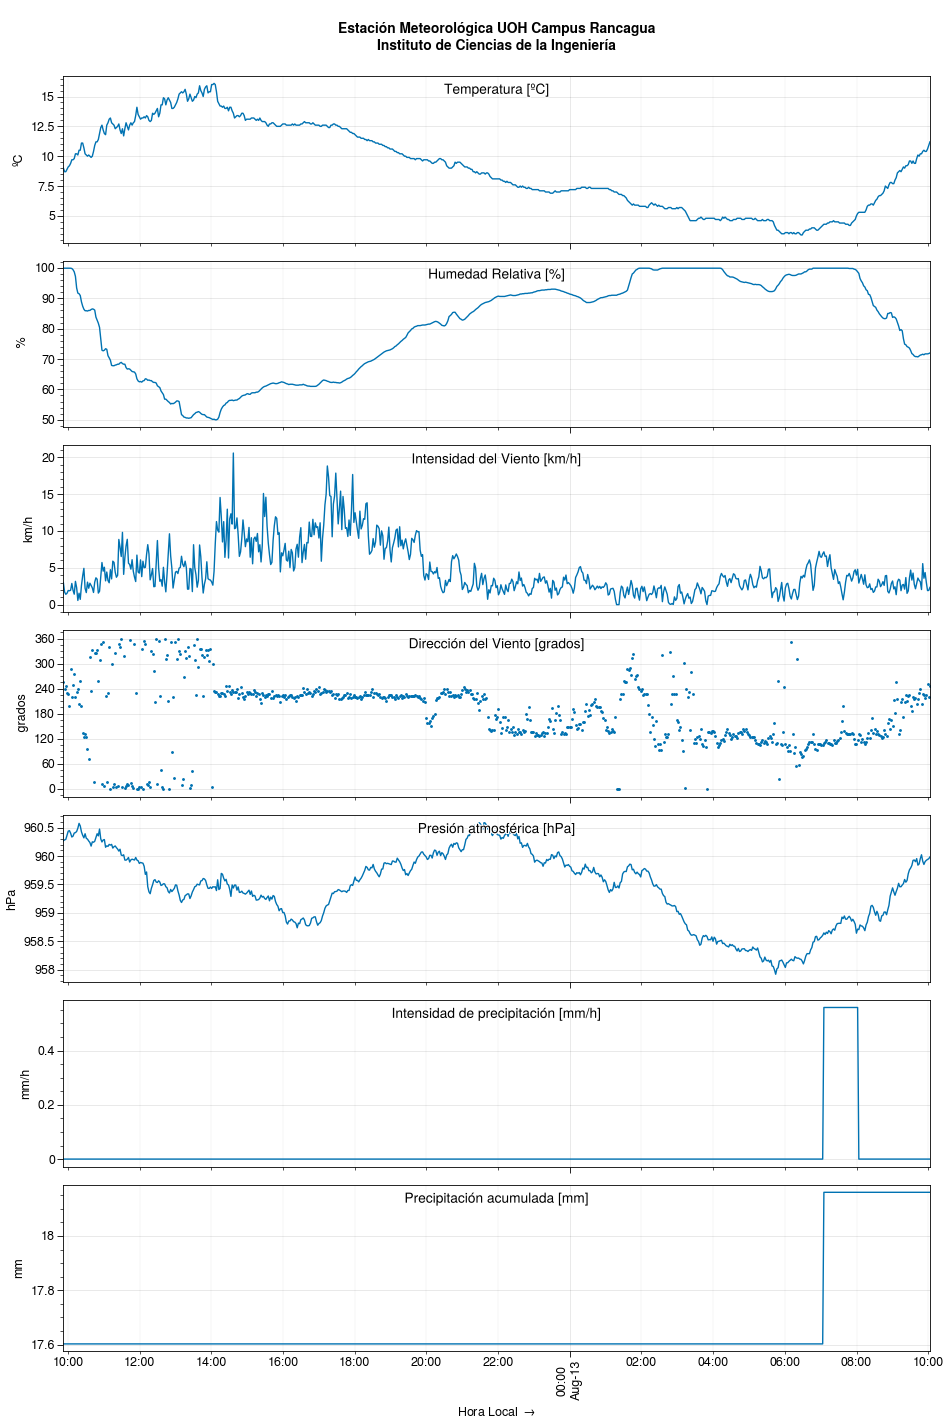 Estación Meteorológica UOH Campus Rancagua
Instituto de Ciencias de la Ingeniería
Temperatura [ºC]
15
12.5
10
7.5
5
ºC
Humedad Relativa [%]
100
90
80
70
60
50
%
Intensidad del Viento [km/h]
20
15
10
5
0
km/h
Dirección del Viento [grados]
360
300
240
180
120
60
0
grados
Presión atmosférica [hPa]
960.5
960
959.5
959
958.5
958
hPa
Intensidad de precipitación [mm/h]
0.4
0.2
0
mm/h
Precipitación acumulada [mm]
18
17.8
17.6
mm
10:00 12:00 14:00 16:00 18:00 20:00 22:00 00:00 02:00 04:00 06:00 08:00 10:00
Aug-13
Hora Local →